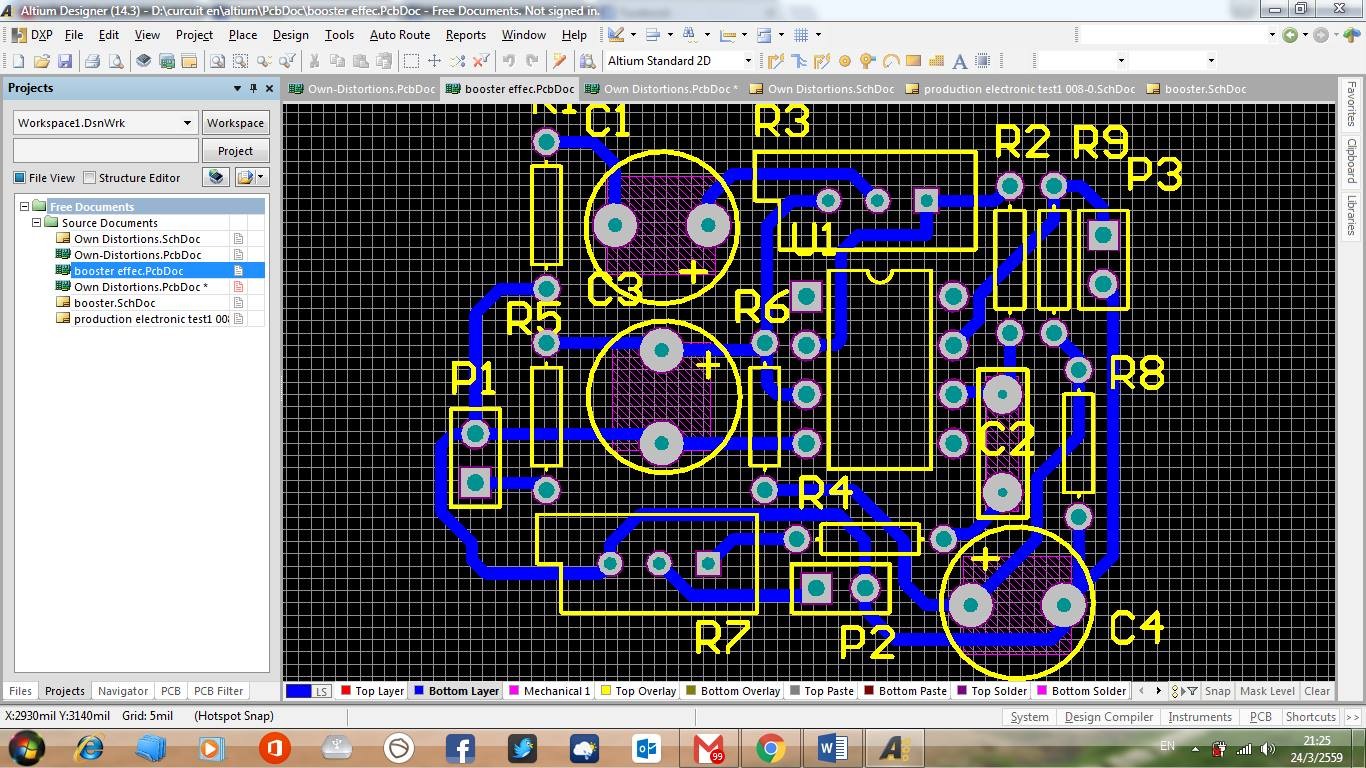 Altium Designer (14.3) - D:\curcuit en\altium\PcbDoc\booster effec.PcbDoc - Free Documents. Not signed in.
DXP File Edit View Project Place Design Tools Auto Route Reports Window Help
Altium Standard 2D
Projects
Own-Distortions.PcbDoc booster effec.PcbDoc Own Distortions.PcbDoc * Own Distortions.SchDoc production electronic test1 008-0.SchDoc booster.SchDoc
Workspace1.DsnWrk Workspace
Project
File View Structure Editor
Free Documents
Source Documents
Own Distortions.SchDoc
Own-Distortions.PcbDoc
booster effec.PcbDoc
Own Distortions.PcbDoc *
booster.SchDoc
production electronic test1 00
Favorites
Clipboard
Libraries
R1 C1 R3 R2 R9 P3
U1
C3 R6
R5
P1 R8
C2
R4
R7 P2 C4
Files Projects Navigator PCB PCB Filter
LS Top Layer Bottom Layer Mechanical 1 Top Overlay Bottom Overlay Top Paste Bottom Paste Top Solder Bottom Solder Snap Mask Level Clear
X:2930mil Y:3140mil Grid: 5mil (Hotspot Snap)
System Design Compiler Instruments PCB Shortcuts >>
99
EN
21:25
24/3/2559